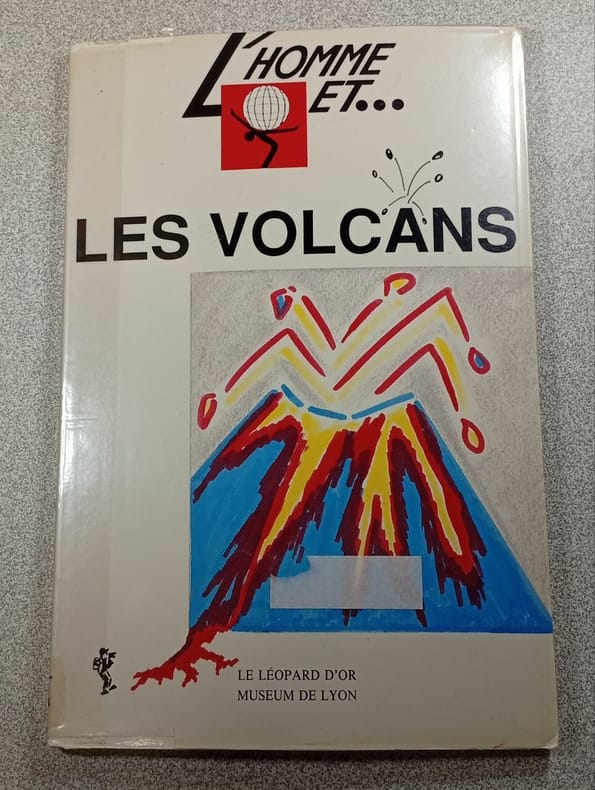 L'HOMME
ET...
LES VOLCANS
LE LÉOPARD D'OR
MUSEUM DE LYON